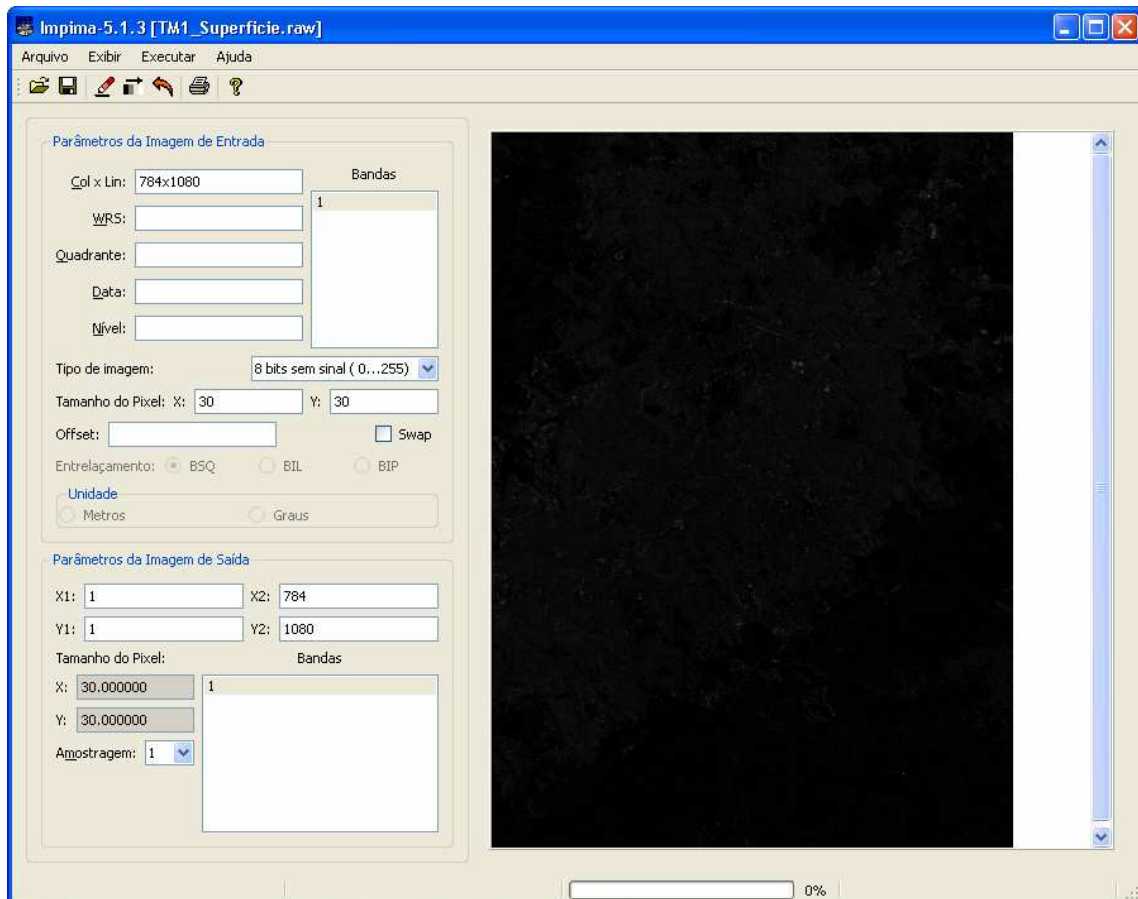 Impima-5.1.3 [TM1_Superficie.raw]
Arquivo Exibir Executar Ajuda
Parâmetros da Imagem de Entrada
Col x Lin: 784x1080
Bandas
1
WRS:
Quadrante:
Data:
Nível:
Tipo de imagem: 8 bits sem sinal ( 0...255)
Tamanho do Pixel: X: 30 Y: 30
Offset: Swap
Entrelaçamento: BSQ BIL BIP
Unidade
Metros Graus
Parâmetros da Imagem de Saída
X1: 1 X2: 784
Y1: 1 Y2: 1080
Tamanho do Pixel: Bandas
X: 30.000000 1
Y: 30.000000
Amostragem: 1
0%